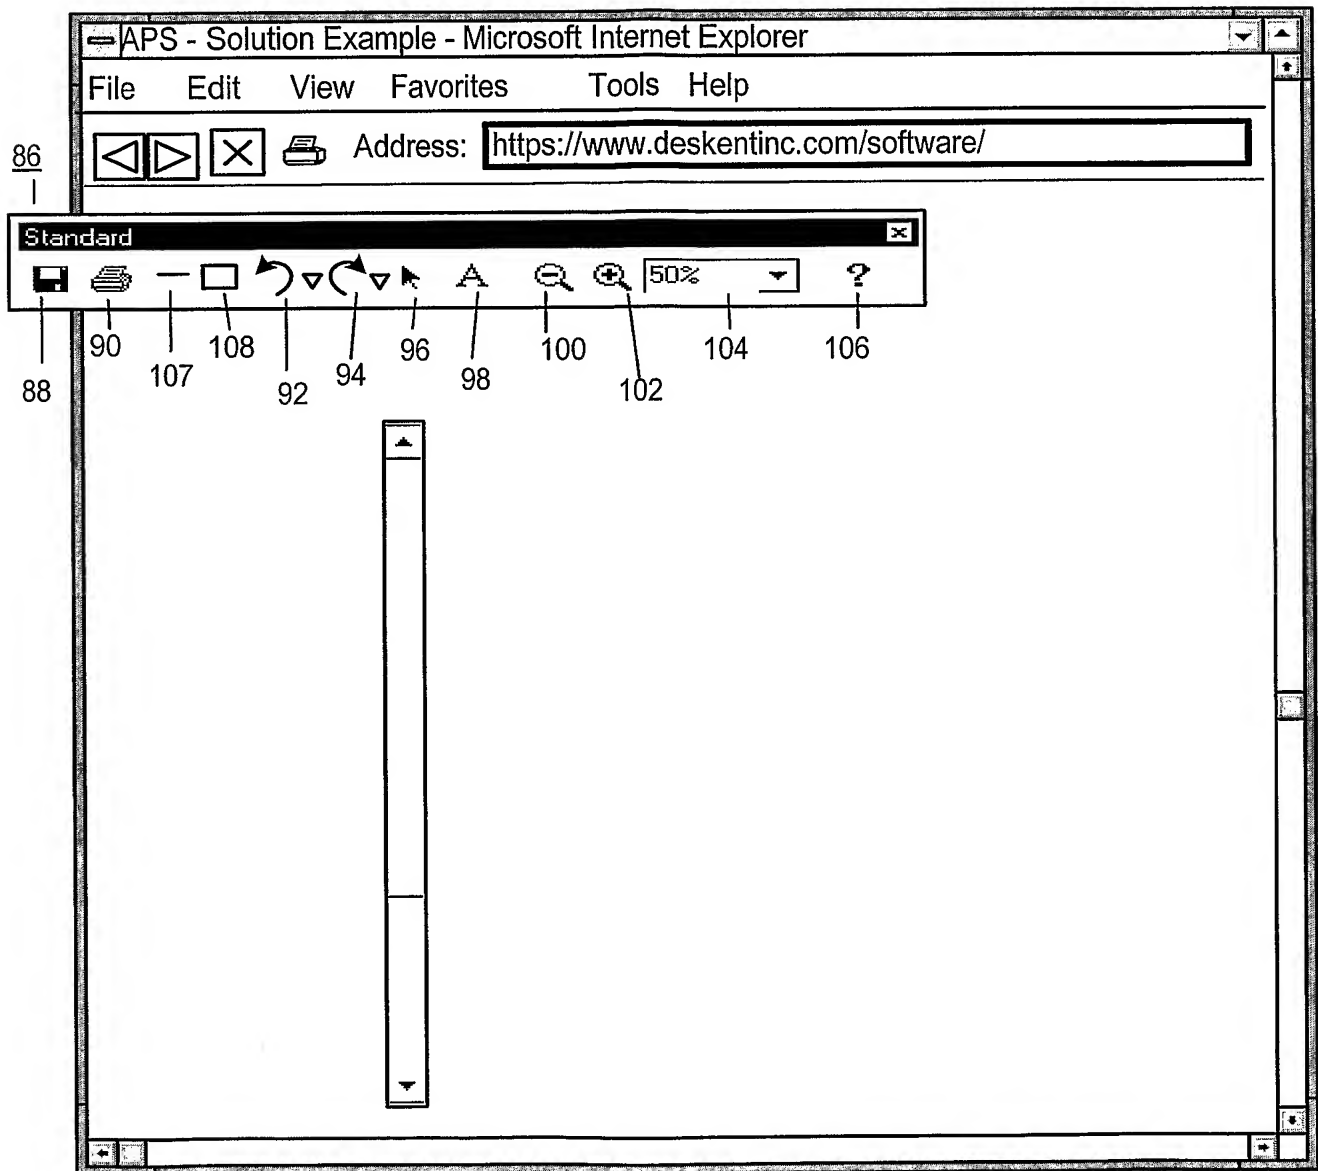 APS - Solution Example - Microsoft Internet Explorer
File Edit View Favorites Tools Help
Address: https://www.deskentinc.com/software/
86
Standard
A 50% ?
90 107 108 92 94 96 98 100 102 104 106
88